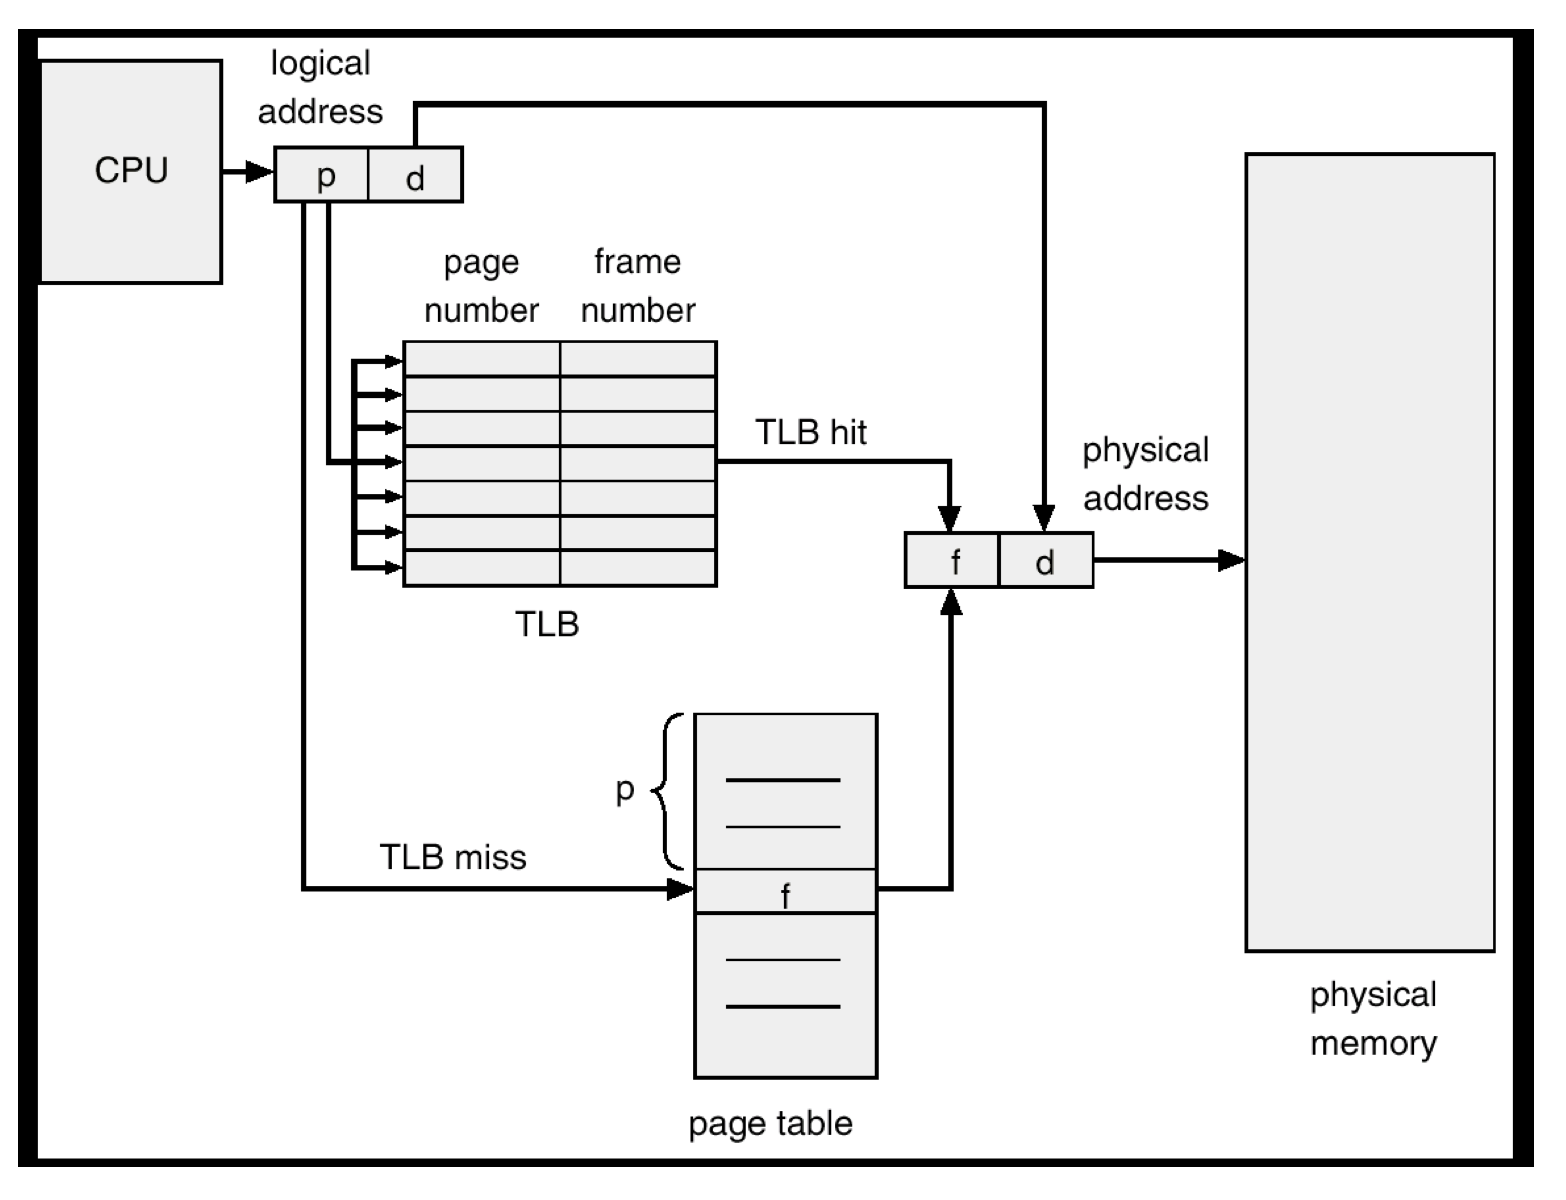 logical
address
CPU
p
d
page
number
frame
number
TLB hit
physical
address
f
d
TLB
p
TLB miss
f
physical
memory
page table